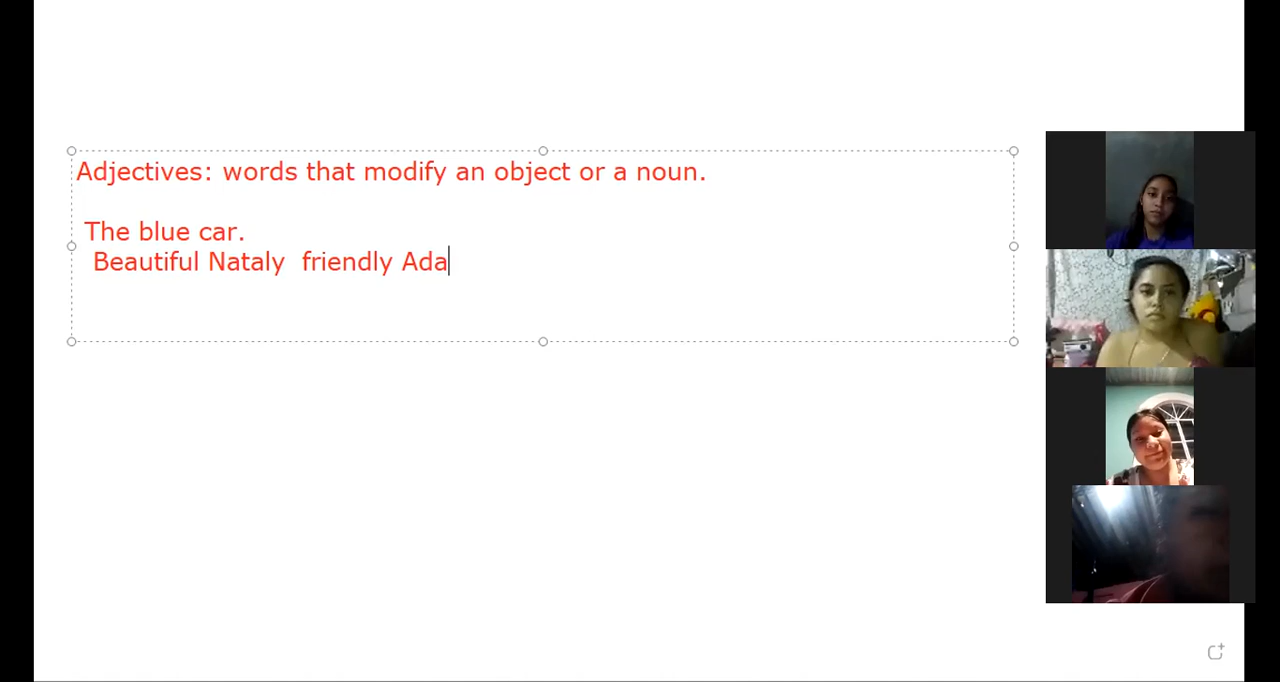 Adjectives: words that modify an object or a noun.
The blue car.
Beautiful Nataly  friendly Ada